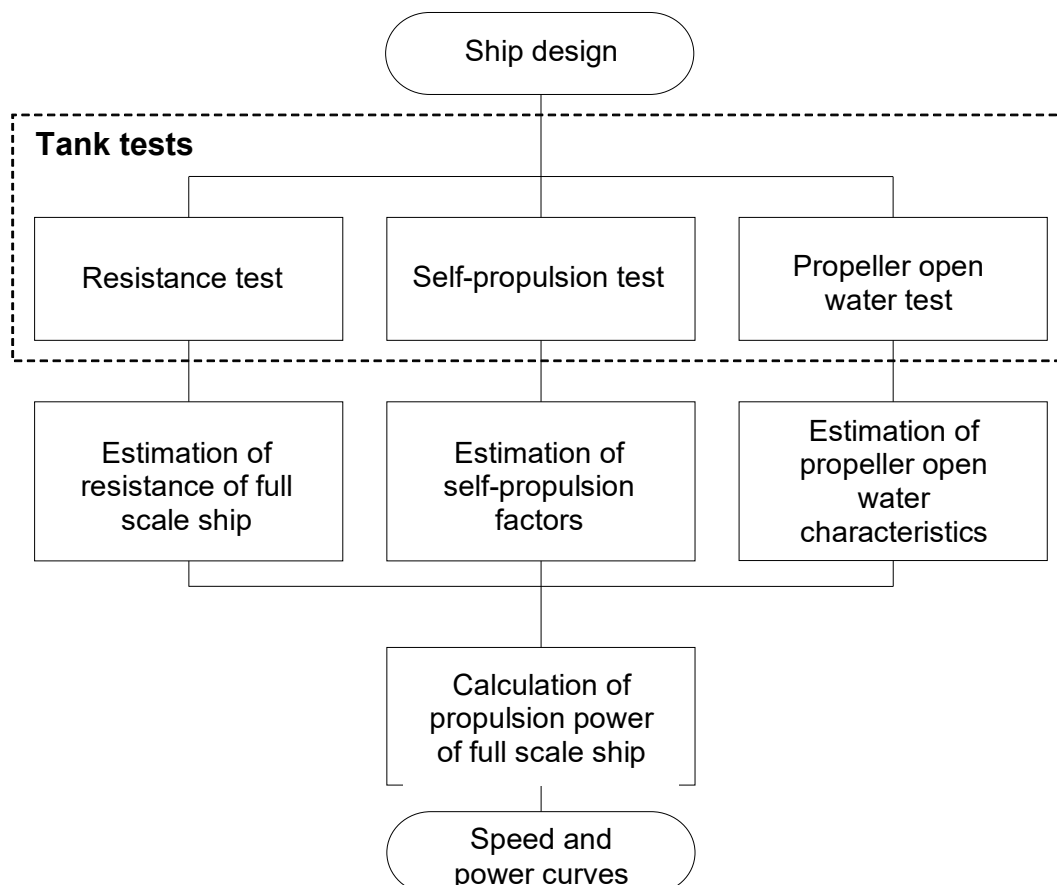 Ship design
Tank tests
Resistance test
Self-propulsion test
Propeller open
water test
Estimation of
resistance of full
scale ship
Estimation of
self-propulsion
factors
Estimation of
propeller open
water
characteristics
Calculation of
propulsion power
of full scale ship
Speed and
power curves